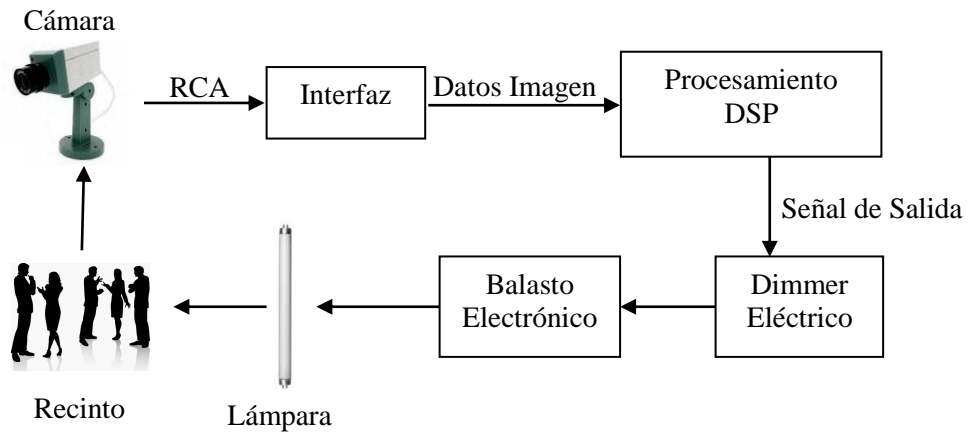 Cámara
RCA
Interfaz
Datos Imagen
Procesamiento
DSP
Señal de Salida
Dimmer
Eléctrico
Balasto
Electrónico
Lámpara
Recinto